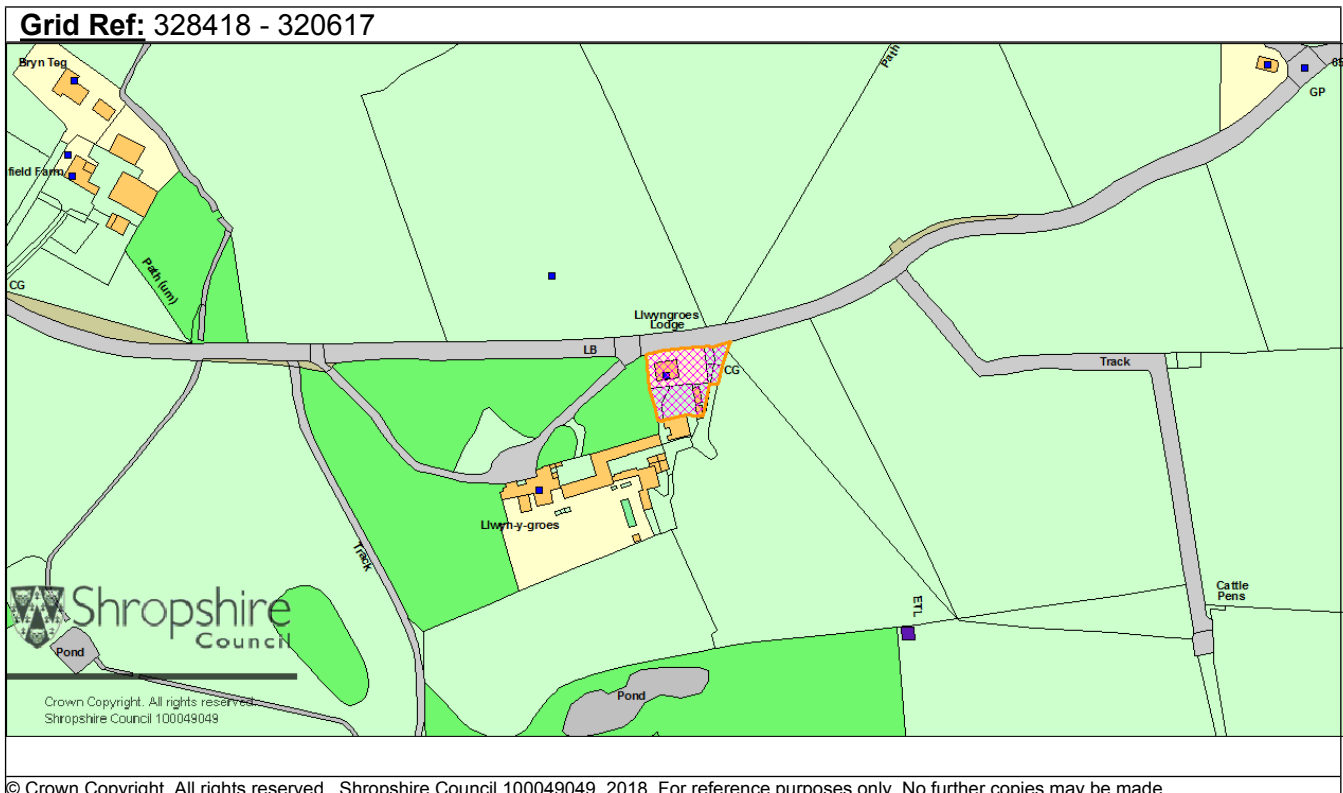 Grid Ref: 328418 - 320617
Bryn Teg
Path
GP
field Farm
Path (um)
CG
Llwyngroes
Lodge
LB
CG
Track
Llwyn-y-groes
Track
Cattle
Pens
ETL
Shropshire
Council
Pond
Pond
Crown Copyright. All rights reserved.
Shropshire Council 100049049
© Crown Copyright. All rights reserved. Shropshire Council 100049049. 2018 For reference purposes only. No further copies may be made.